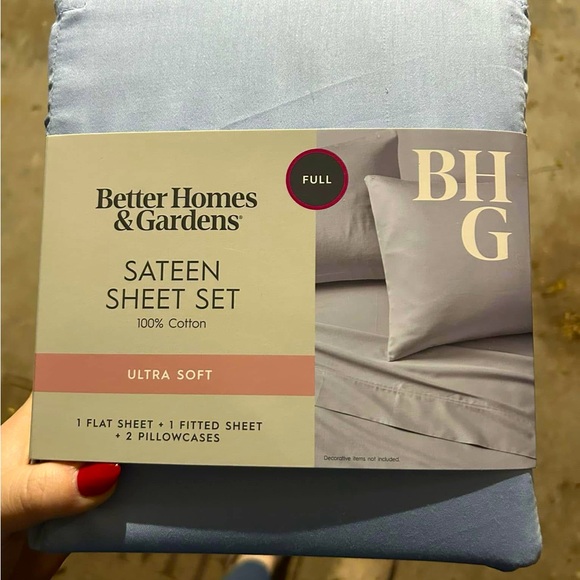 Better Homes
& Gardens®
SATEEN
SHEET SET
100% Cotton
ULTRA SOFT
1 FLAT SHEET + 1 FITTED SHEET
+ 2 PILLOWCASES
FULL
BH
G
Decorative items not included.